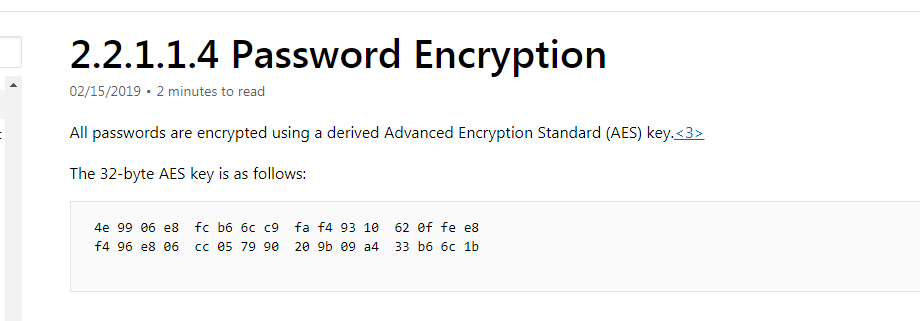 2.2.1.1.4 Password Encryption
02/15/2019 • 2 minutes to read
All passwords are encrypted using a derived Advanced Encryption Standard (AES) key.<3>
The 32-byte AES key is as follows:
4e 99 06 e8  fc b6 6c c9  fa f4 93 10  62 0f fe e8
f4 96 e8 06  cc 05 79 90  20 9b 09 a4  33 b6 6c 1b